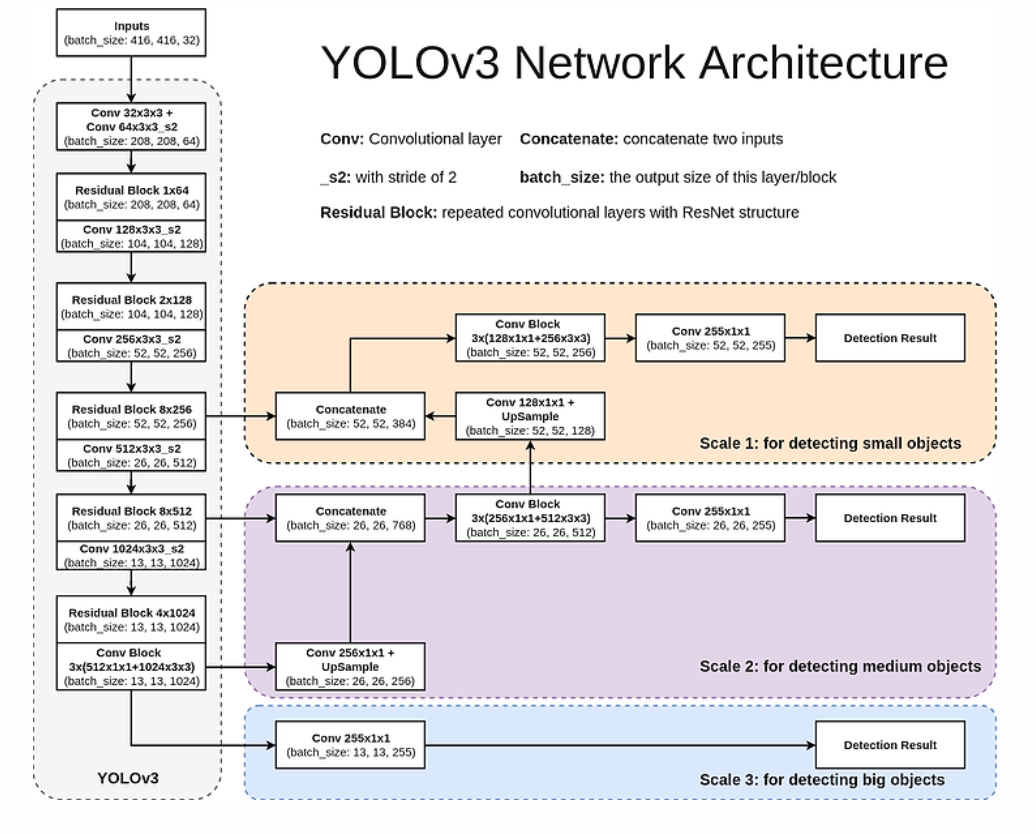 Inputs
(batch_size: 416, 416, 32)
YOLOv3 Network Architecture
Conv: Convolutional layer
Concatenate: concatenate two inputs
_s2: with stride of 2
batch_size: the output size of this layer/block
Residual Block: repeated convolutional layers with ResNet structure
Conv 32x3x3 +
Conv 64x3x3_s2
(batch_size: 208, 208, 64)
Residual Block 1x64
(batch_size: 208, 208, 64)
Conv 128x3x3_s2
(batch_size: 104, 104, 128)
Residual Block 2x128
(batch_size: 104, 104, 128)
Conv 256x3x3_s2
(batch_size: 52, 52, 256)
Residual Block 8x256
(batch_size: 52, 52, 256)
Conv 512x3x3_s2
(batch_size: 26, 26, 512)
Residual Block 8x512
(batch_size: 26, 26, 512)
Conv 1024x3x3_s2
(batch_size: 13, 13, 1024)
Residual Block 4x1024
(batch_size: 13, 13, 1024)
Conv Block
3x(512x1x1+1024x3x3)
(batch_size: 13, 13, 1024)
YOLOv3
Conv Block
3x(128x1x1+256x3x3)
(batch_size: 52, 52, 256)
Conv 255x1x1
(batch_size: 52, 52, 255)
Detection Result
Concatenate
(batch_size: 52, 52, 384)
Conv 128x1x1 +
UpSample
(batch_size: 52, 52, 128)
Scale 1: for detecting small objects
Concatenate
(batch_size: 26, 26, 768)
Conv Block
3x(256x1x1+512x3x3)
(batch_size: 26, 26, 512)
Conv 255x1x1
(batch_size: 26, 26, 255)
Detection Result
Conv 256x1x1 +
UpSample
(batch_size: 26, 26, 256)
Scale 2: for detecting medium objects
Conv 255x1x1
(batch_size: 13, 13, 255)
Detection Result
Scale 3: for detecting big objects